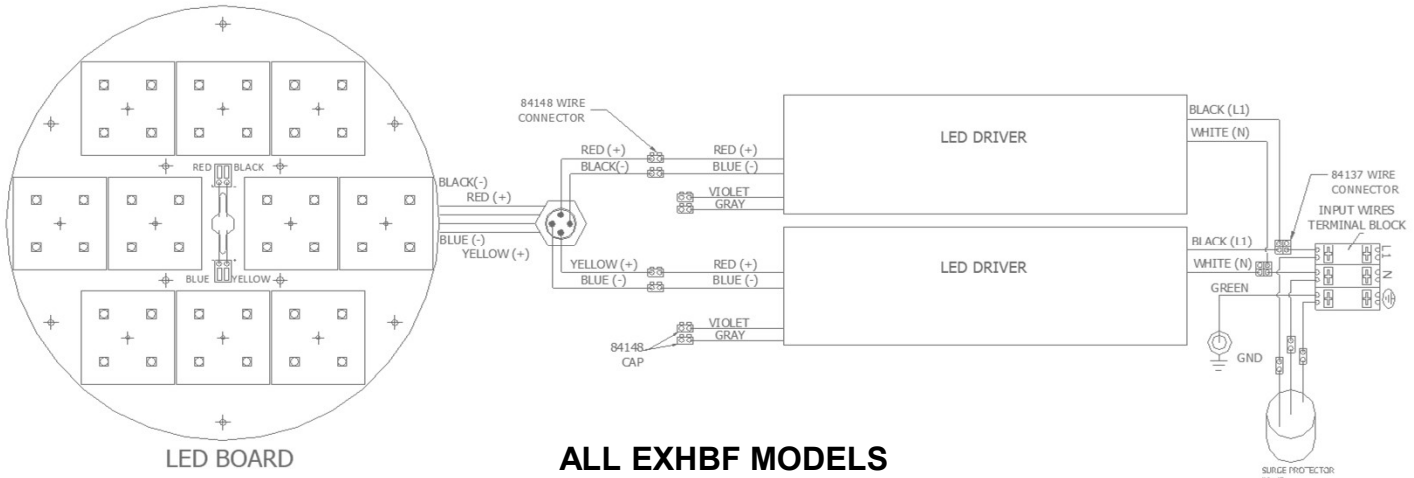 RED
BLACK
BLUE
YELLOW
LED BOARD
BLACK(-)
RED (+)
BLUE (-)
YELLOW (+)
84148 WIRE
CONNECTOR
RED (+)
BLACK(-)
RED (+)
BLUE (-)
VIOLET
GRAY
LED DRIVER
BLACK (L1)
WHITE (N)
YELLOW (+)
BLUE (-)
RED (+)
BLUE (-)
VIOLET
GRAY
84148
CAP
LED DRIVER
BLACK (L1)
WHITE (N)
GREEN
GND
84137 WIRE
CONNECTOR
INPUT WIRES
TERMINAL BLOCK
L1
N
SURGE PROTECTOR
ALL EXHBF MODELS